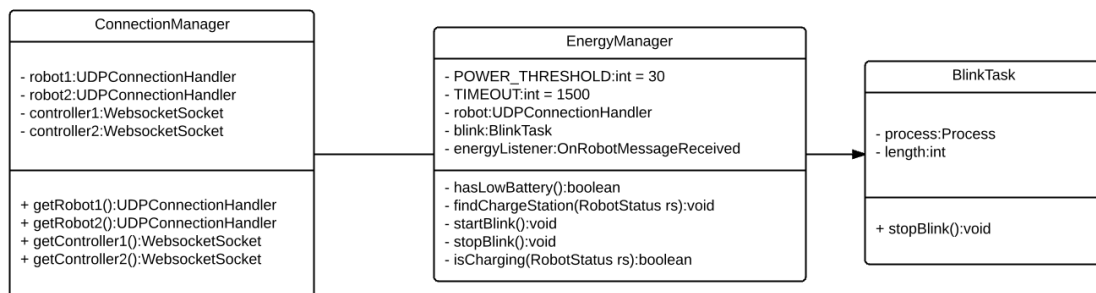 ConnectionManager
- robot1:UDPConnectionHandler
- robot2:UDPConnectionHandler
- controller1:WebsocketSocket
- controller2:WebsocketSocket
+ getRobot1():UDPConnectionHandler
+ getRobot2():UDPConnectionHandler
+ getController1():WebsocketSocket
+ getController2():WebsocketSocket
EnergyManager
- POWER_THRESHOLD:int = 30
- TIMEOUT:int = 1500
- robot:UDPConnectionHandler
- blink:BlinkTask
- energyListener:OnRobotMessageReceived
- hasLowBattery():boolean
- findChargeStation(RobotStatus rs):void
- startBlink():void
- stopBlink():void
- isCharging(RobotStatus rs):boolean
BlinkTask
- process:Process
- length:int
+ stopBlink():void